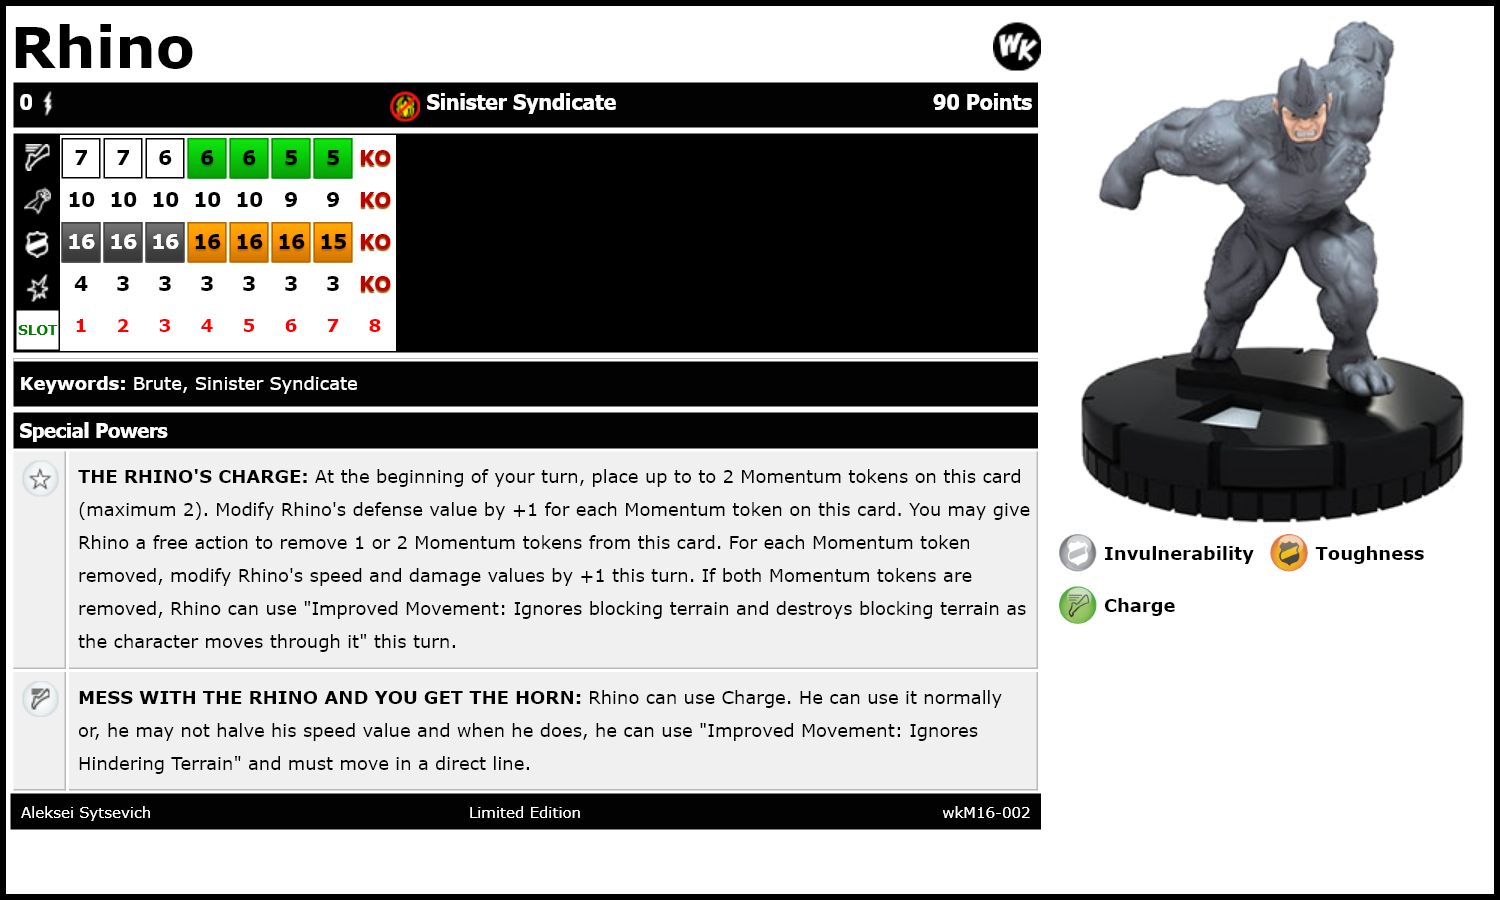 Rhino
WK
0 Sinister Syndicate 90 Points
7 7 6 6 6 5 5 KO
10 10 10 10 10 9 9 KO
16 16 16 16 16 16 15 KO
4 3 3 3 3 3 3 KO
SLOT 1 2 3 4 5 6 7 8
Keywords: Brute, Sinister Syndicate
Special Powers
THE RHINO'S CHARGE: At the beginning of your turn, place up to to 2 Momentum tokens on this card
(maximum 2). Modify Rhino's defense value by +1 for each Momentum token on this card. You may give
Rhino a free action to remove 1 or 2 Momentum tokens from this card. For each Momentum token
removed, modify Rhino's speed and damage values by +1 this turn. If both Momentum tokens are
removed, Rhino can use "Improved Movement: Ignores blocking terrain and destroys blocking terrain as
the character moves through it" this turn.
MESS WITH THE RHINO AND YOU GET THE HORN: Rhino can use Charge. He can use it normally
or, he may not halve his speed value and when he does, he can use "Improved Movement: Ignores
Hindering Terrain" and must move in a direct line.
Aleksei Sytsevich Limited Edition wkM16-002
Invulnerability Toughness
Charge